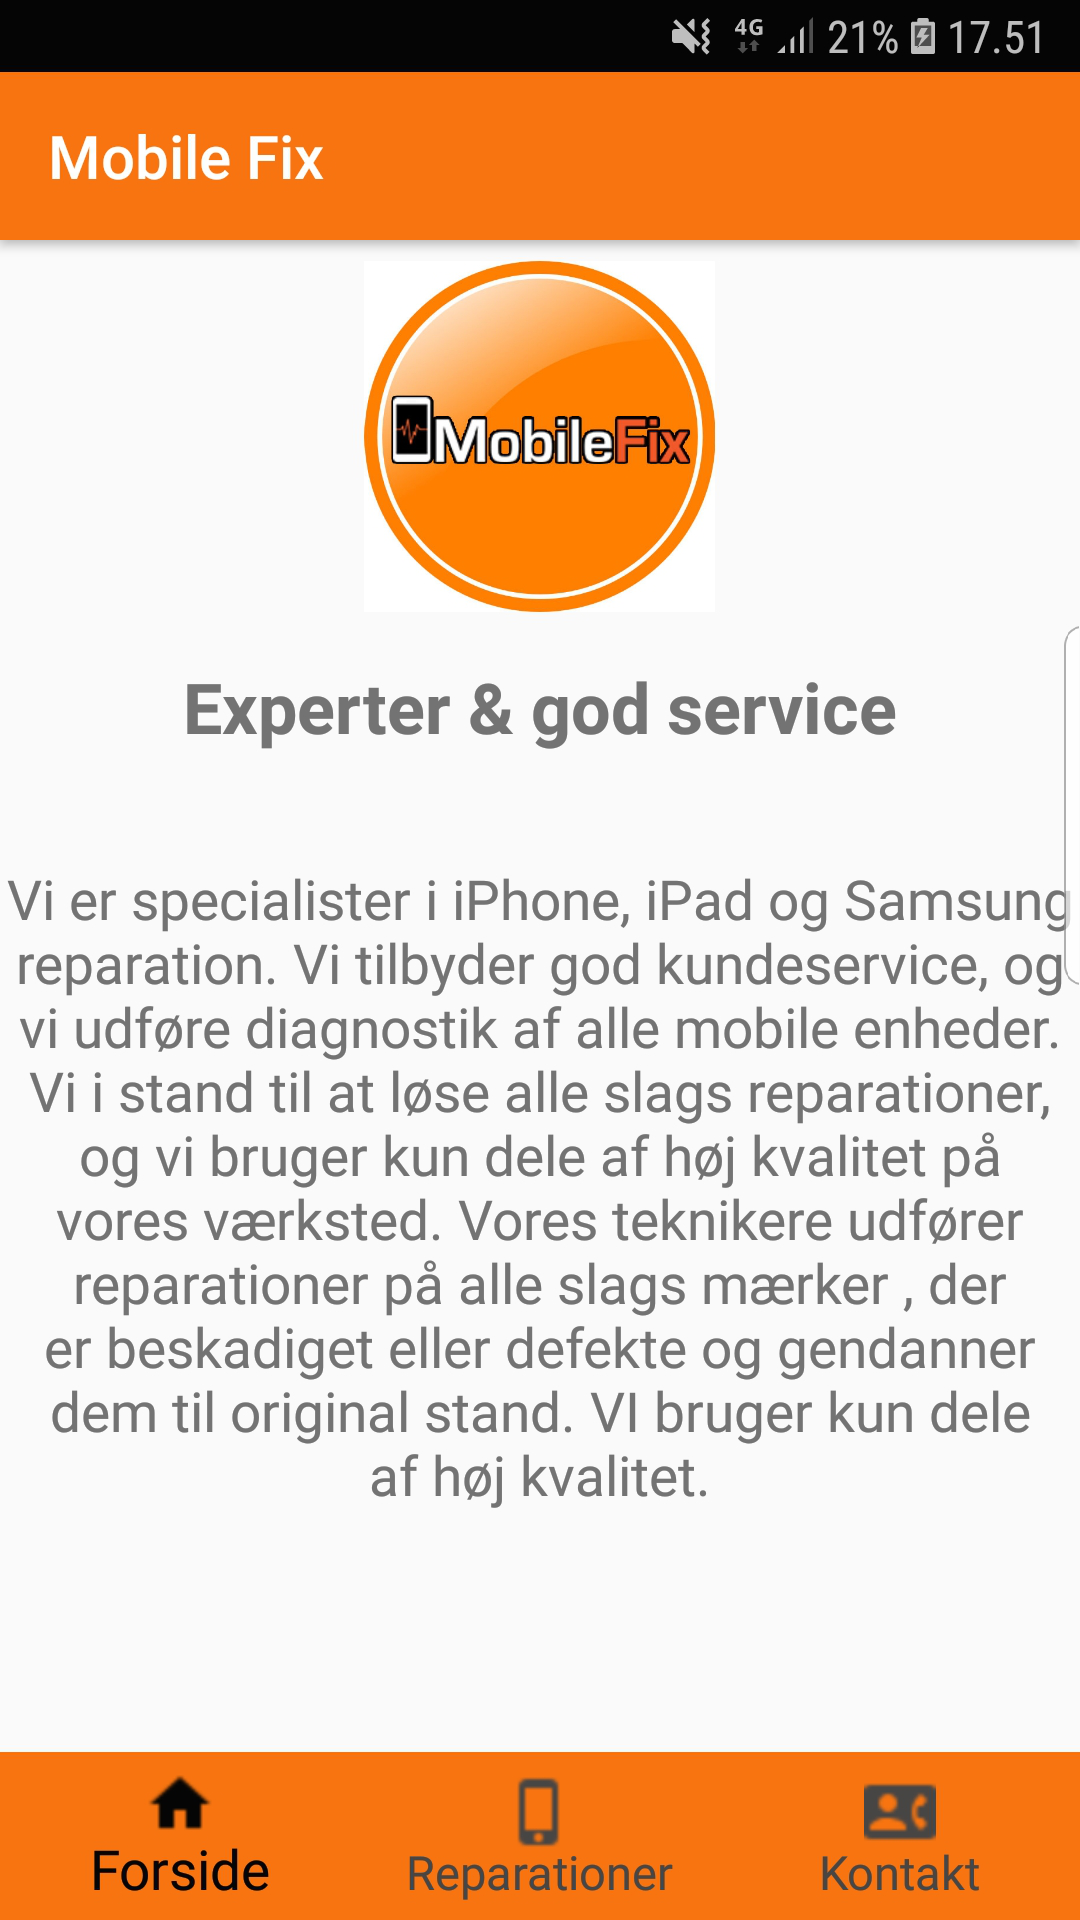 4G 21% 17.51
Mobile Fix
MobileFix
Experter & god service
Vi er specialister i iPhone, iPad og Samsung
reparation. Vi tilbyder god kundeservice, og
vi udføre diagnostik af alle mobile enheder.
Vi i stand til at løse alle slags reparationer,
og vi bruger kun dele af høj kvalitet på
vores værksted. Vores teknikere udfører
reparationer på alle slags mærker , der
er beskadiget eller defekte og gendanner
dem til original stand. VI bruger kun dele
af høj kvalitet.
Forside Reparationer Kontakt